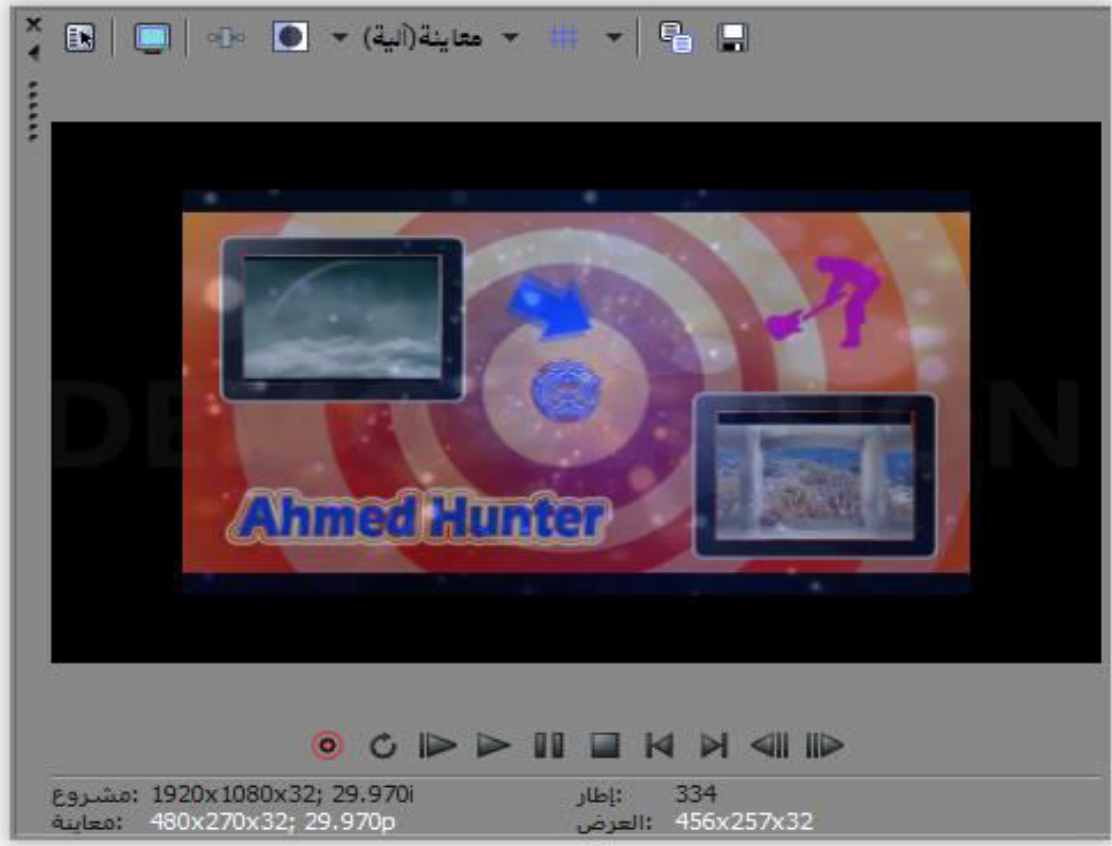 معاينة(آلية)
Ahmed Hunter
مشروع: 1920x1080x32; 29.970i
إطار: 334
معاينة: 480x270x32; 29.970p
العرض: 456x257x32